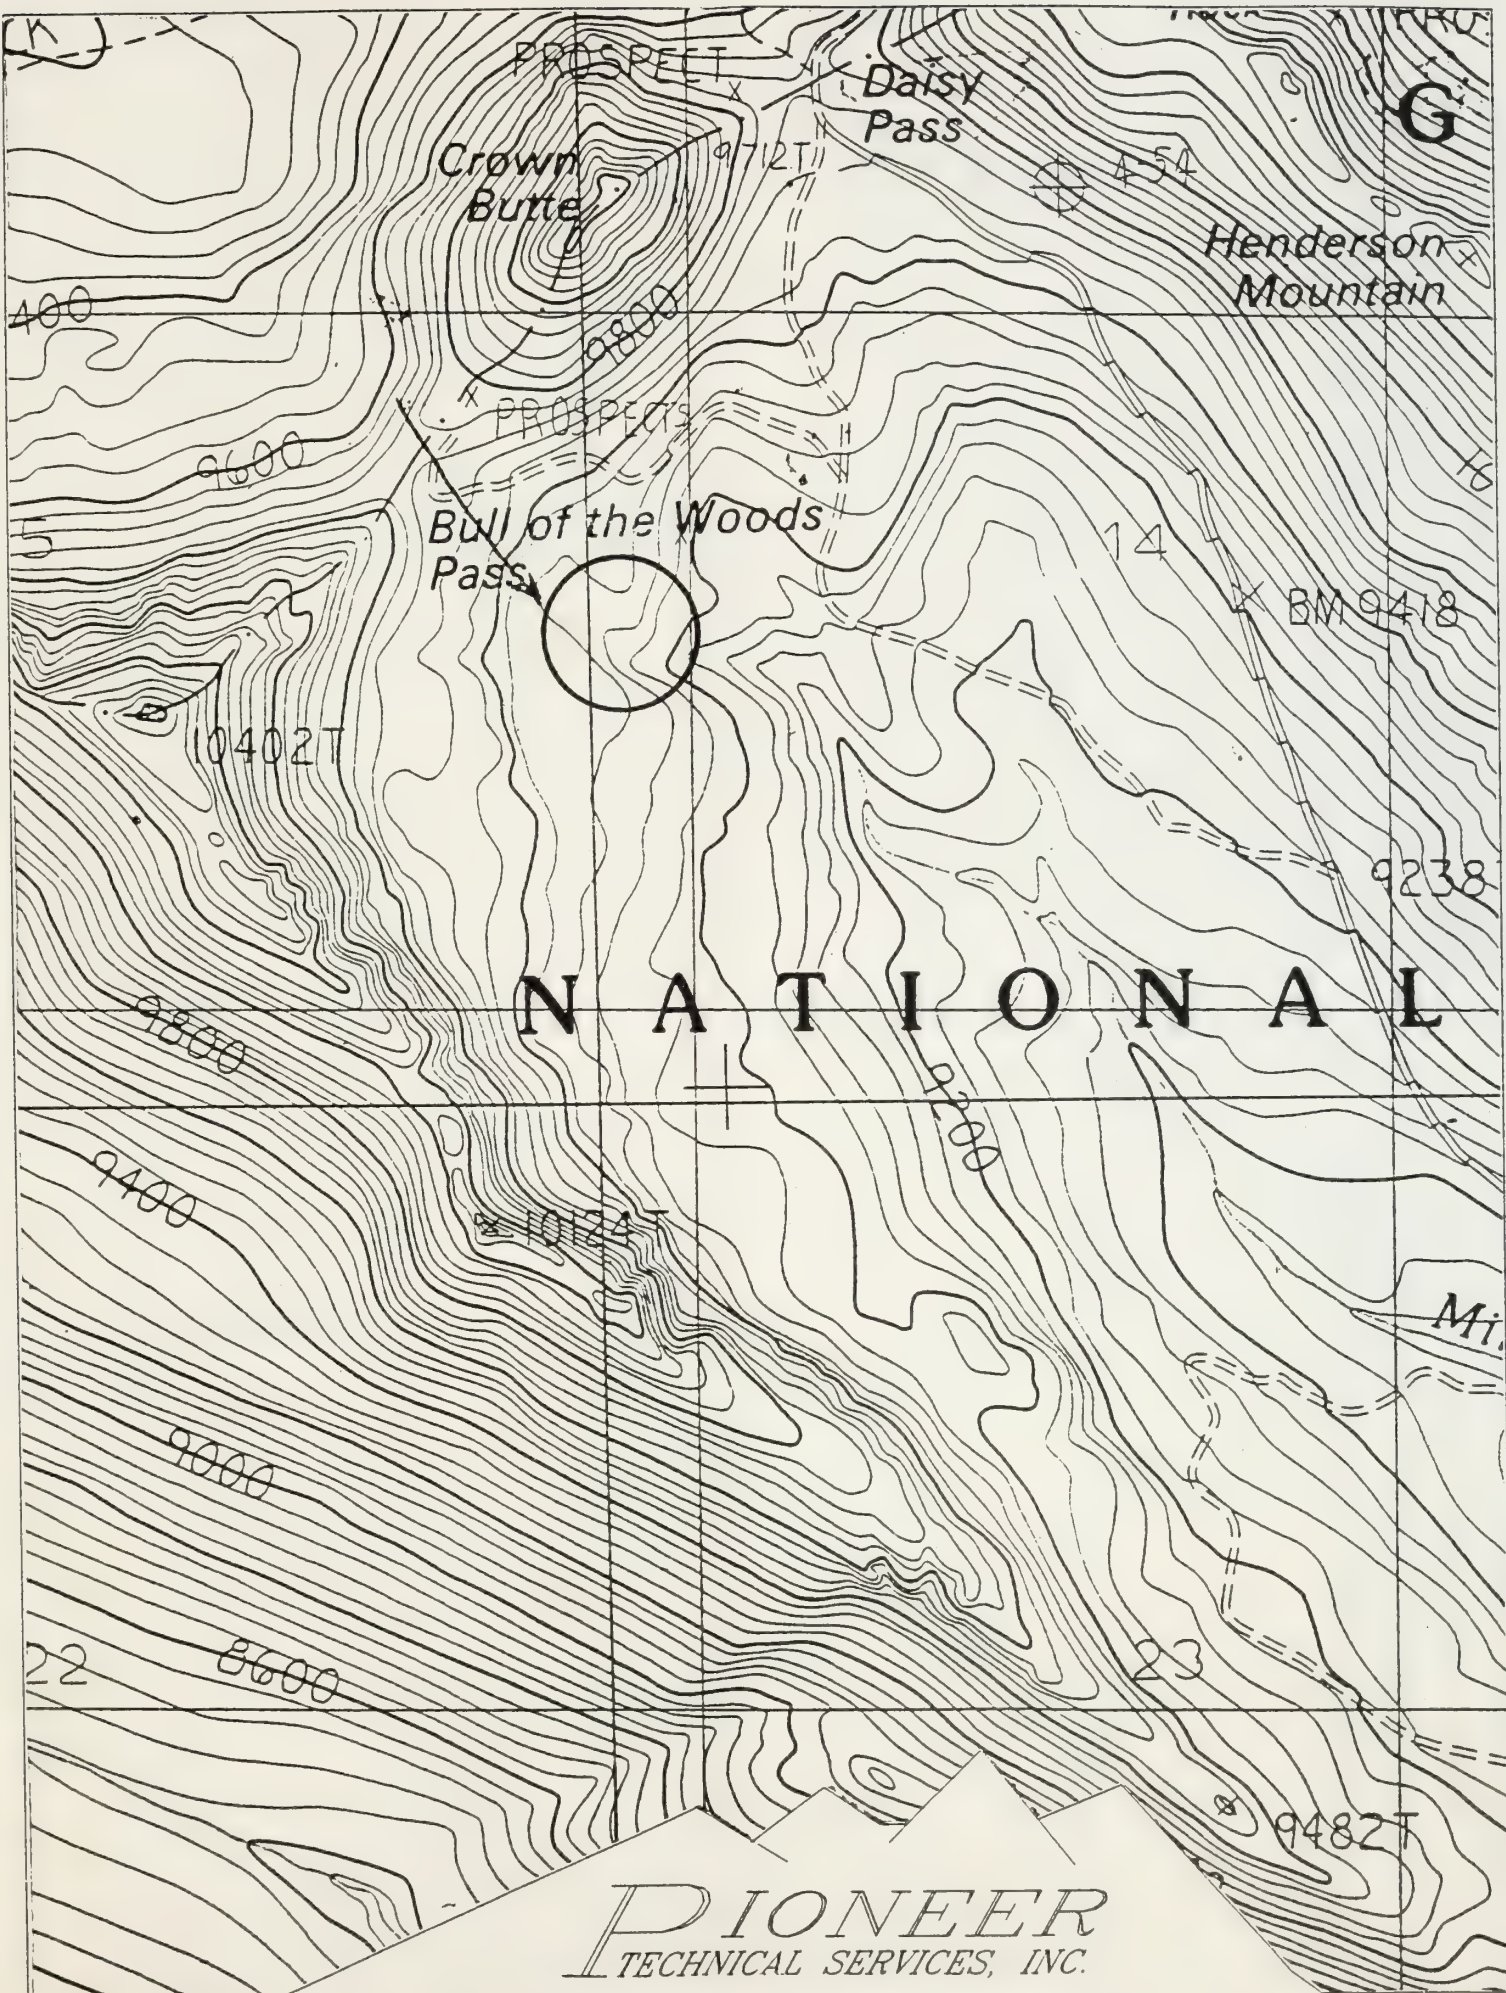 K
PROSPECT
Daisy
Pass
G
Crown
Butte
9712T
4-54
Henderson
Mountain
400
9800
PROSPECTS
9600
5
Bull of the Woods
Pass
14
BM 9418
10402T
9238
NATIONAL
9800
9200
9400
10124T
Mi
9000
22
8600
23
9482T
PIONEER
TECHNICAL SERVICES, INC.